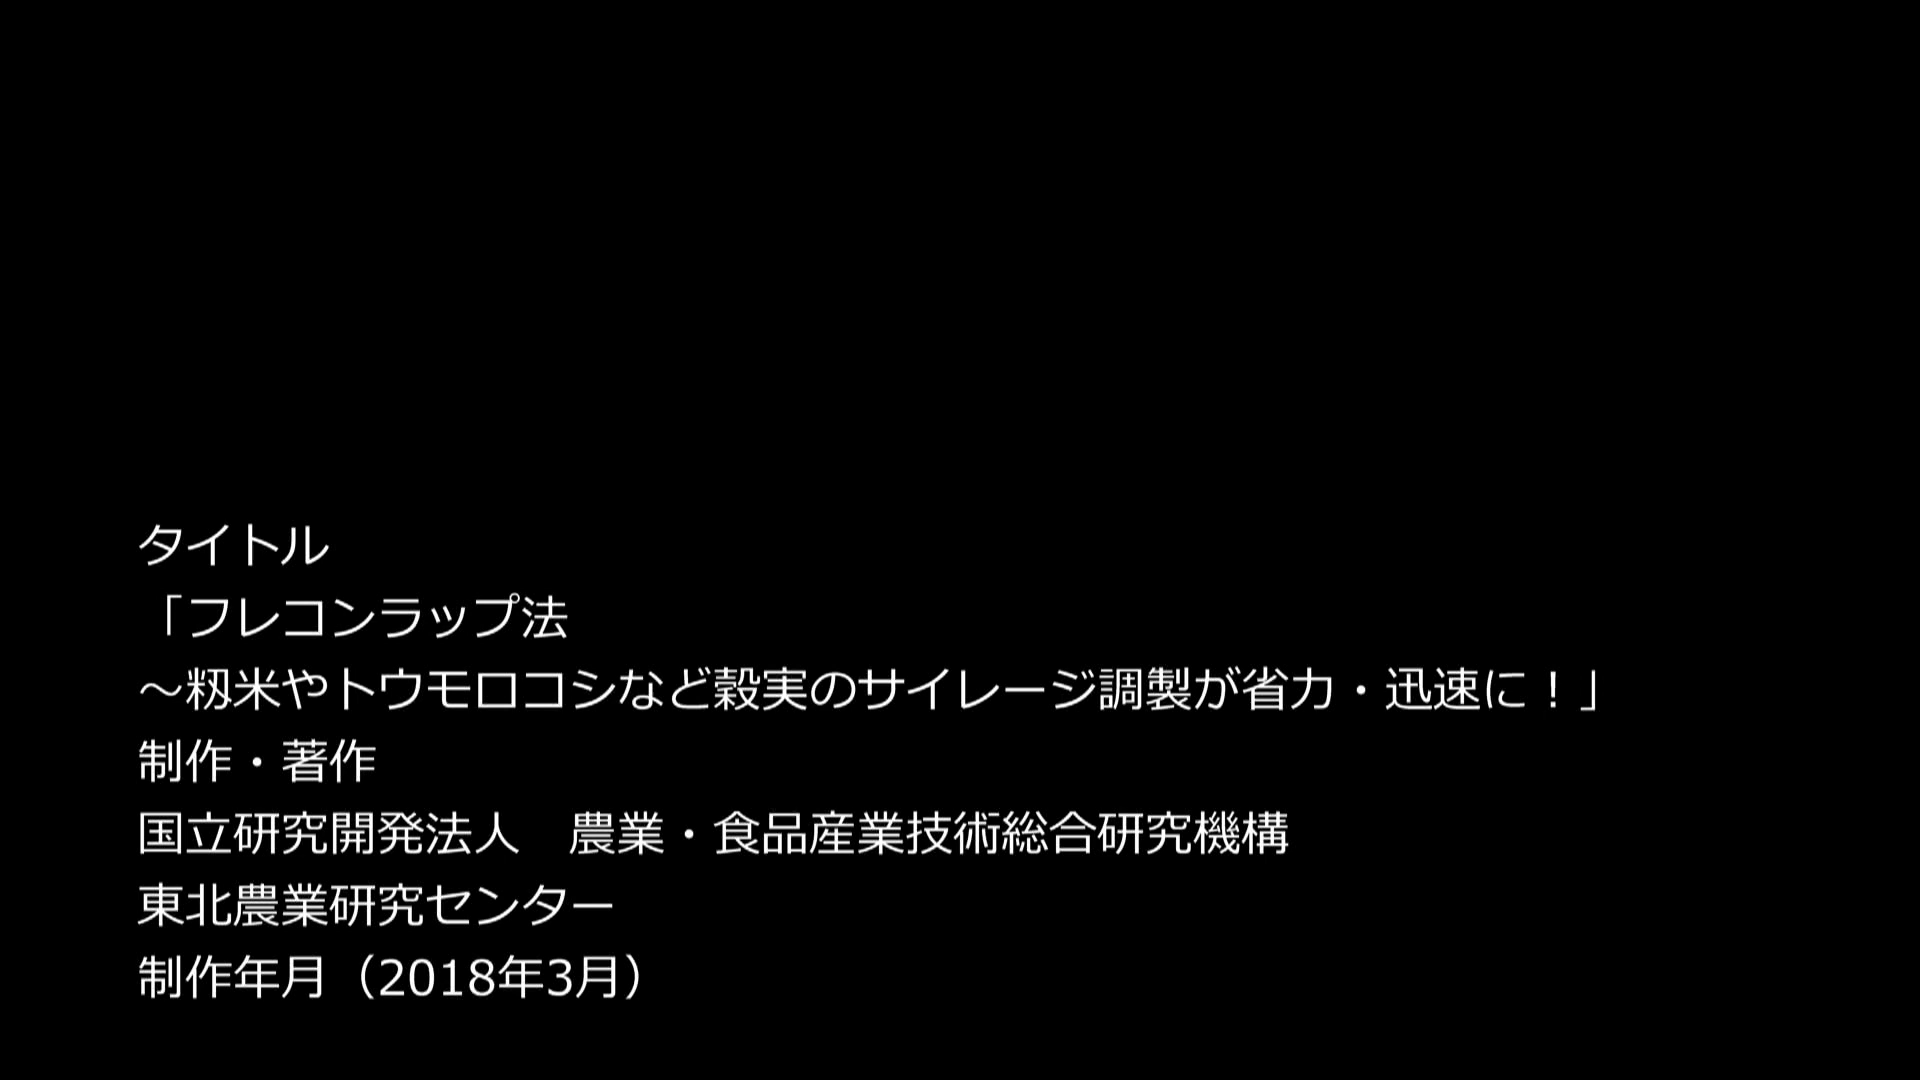 タイトル
「フレコンラップ法
～籾米やトウモロコシなど穀実のサイレージ調製が省力・迅速に！」
制作・著作
国立研究開発法人　農業・食品産業技術総合研究機構
東北農業研究センター
制作年月（2018年3月）